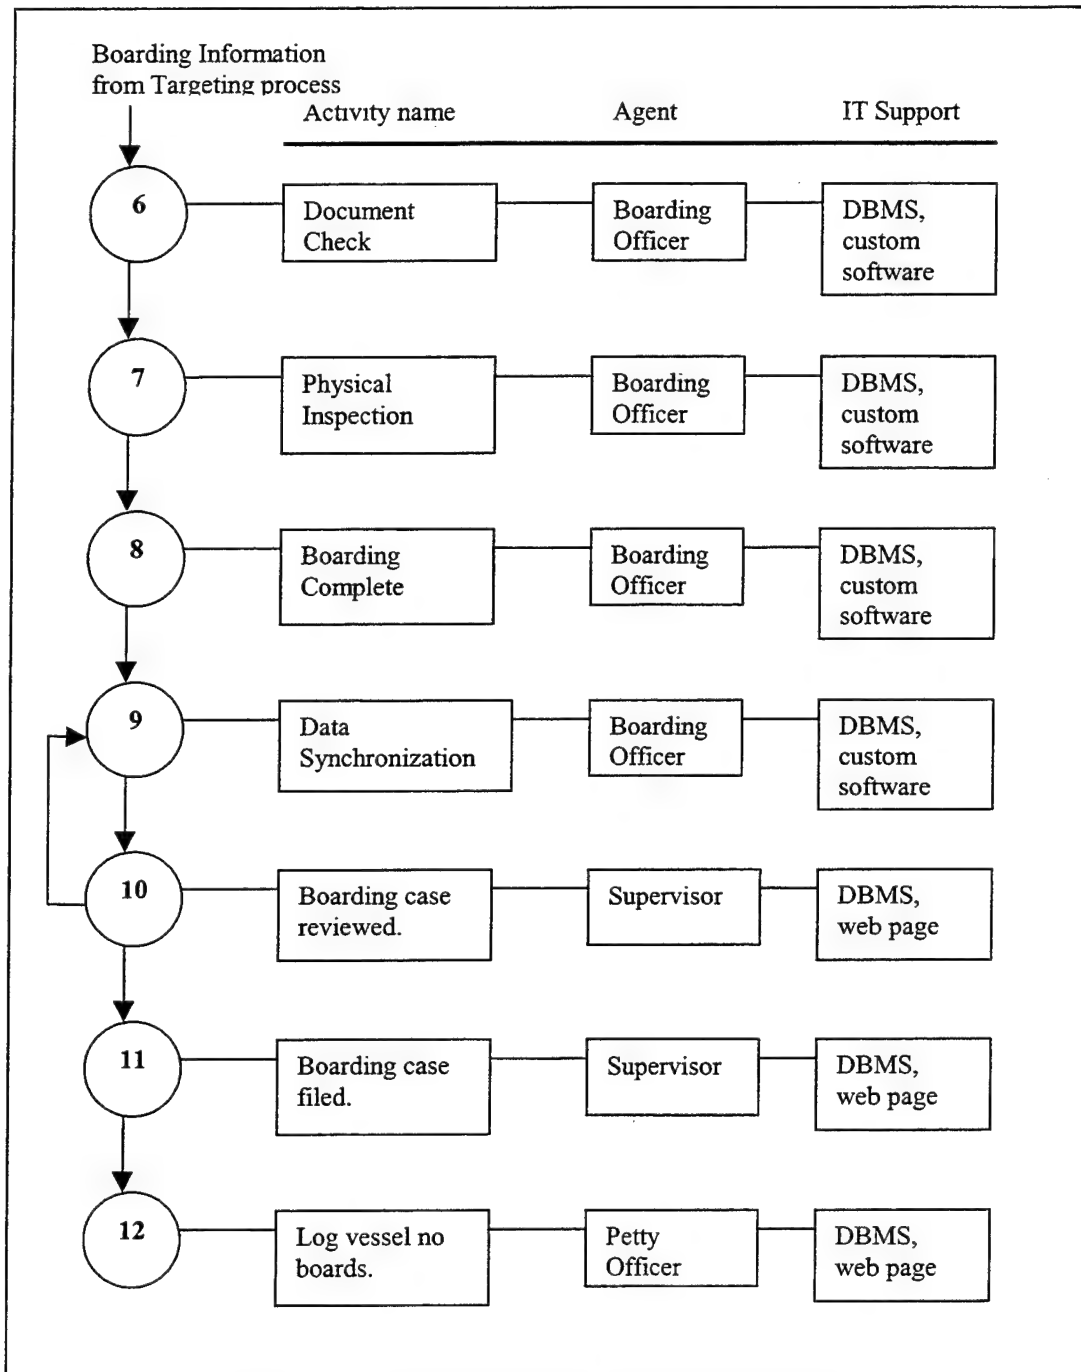 Boarding Information
from Targeting process
Activity name Agent IT Support
6
Document
Check
Boarding
Officer
DBMS,
custom
software
7
Physical
Inspection
Boarding
Officer
DBMS,
custom
software
8
Boarding
Complete
Boarding
Officer
DBMS,
custom
software
9
Data
Synchronization
Boarding
Officer
DBMS,
custom
software
10
Boarding case
reviewed.
Supervisor
DBMS,
web page
11
Boarding case
filed.
Supervisor
DBMS,
web page
12
Log vessel no
boards.
Petty
Officer
DBMS,
web page